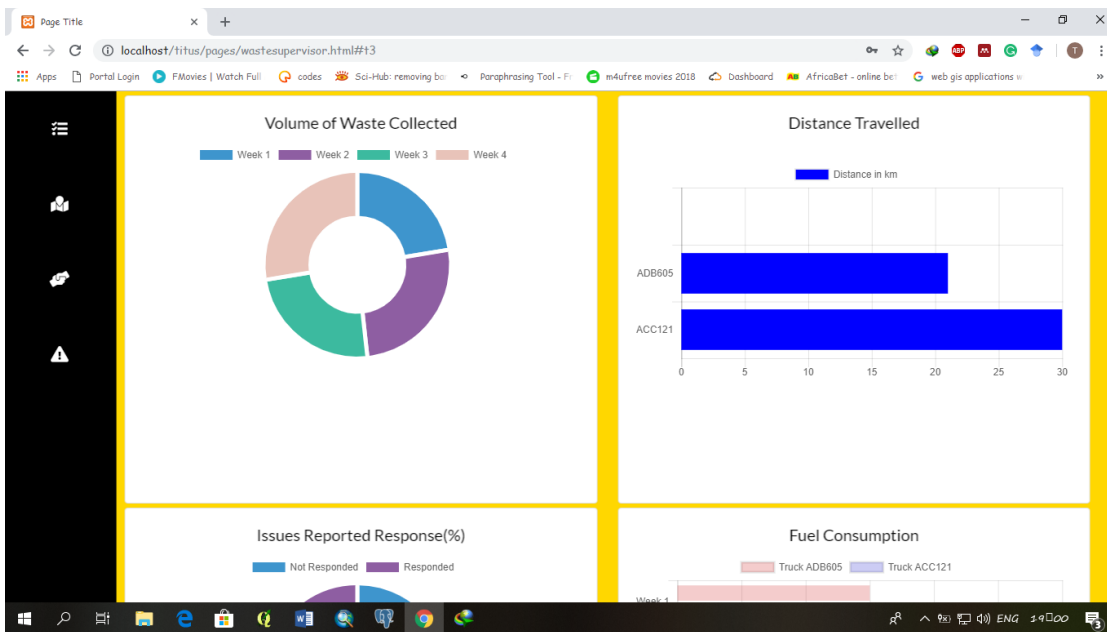 Page Title
localhost/titus/pages/wastesupervisor.html#t3
Apps Portal Login FMovies | Watch Full codes Sci-Hub: removing ba Paraphrasing Tool - Fr m4ufree movies 2018 Dashboard AfricaBet - online bet web gis applications w
Volume of Waste Collected
Week 1 Week 2 Week 3 Week 4
Distance Travelled
Distance in km
ADB605
ACC121
0 5 10 15 20 25 30
Issues Reported Response(%)
Not Responded Responded
Fuel Consumption
Truck ADB605 Truck ACC121
Week 1
ENG 19□00